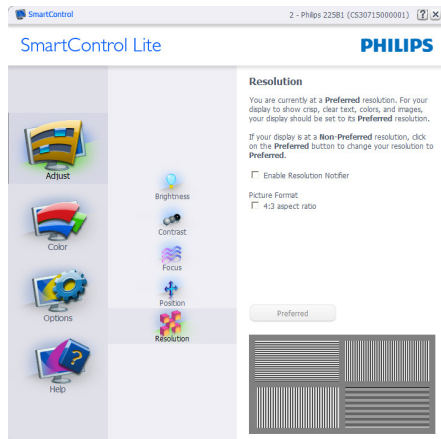 SmartControl
2 - Philips 225B1 (CS30715000001)
SmartControl Lite
PHILIPS
Adjust
Color
Options
Help
Brightness
Contrast
Focus
Position
Resolution
Resolution
You are currently at a Preferred resolution. For your
display to show crisp, clear text, colors, and images,
your display should be set to its Preferred resolution.
If your display is at a Non-Preferred resolution, click
on the Preferred button to change your resolution to
Preferred.
Enable Resolution Notifier
Picture Format
4:3 aspect ratio
Preferred